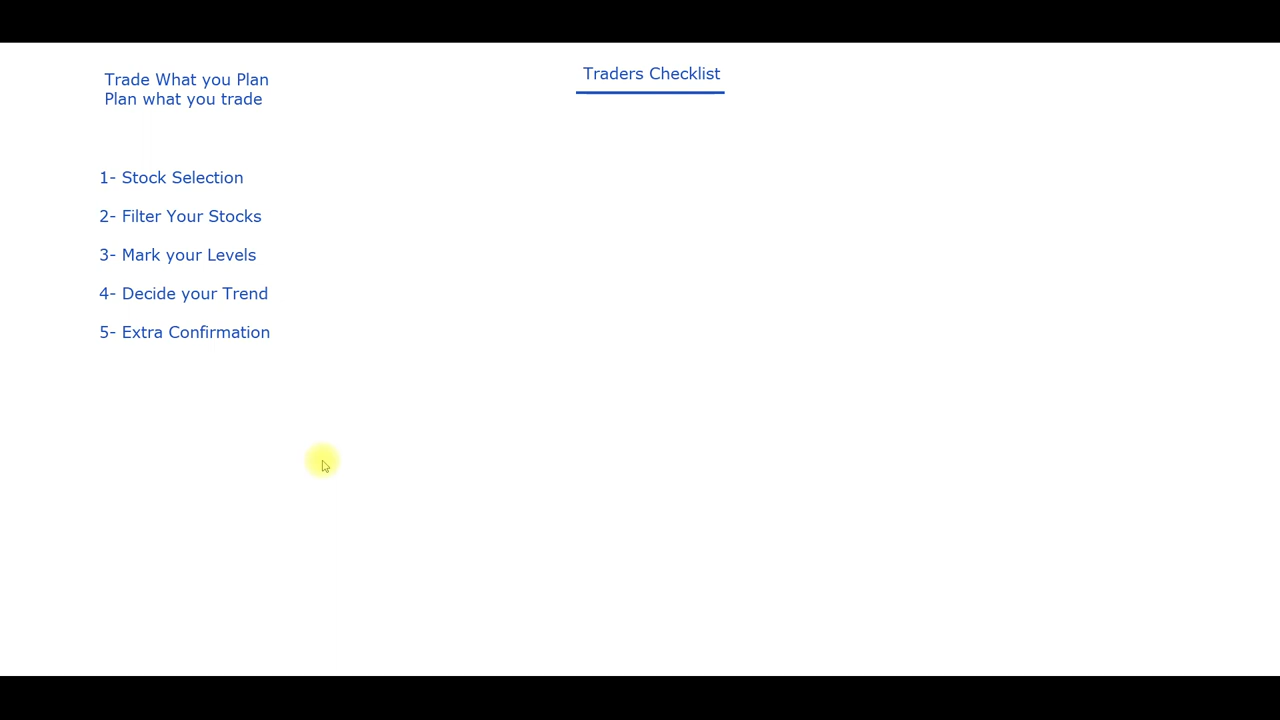 Traders Checklist
Trade What you Plan
Plan what you trade
1- Stock Selection
2- Filter Your Stocks
3- Mark your Levels
4- Decide your Trend
5- Extra Confirmation